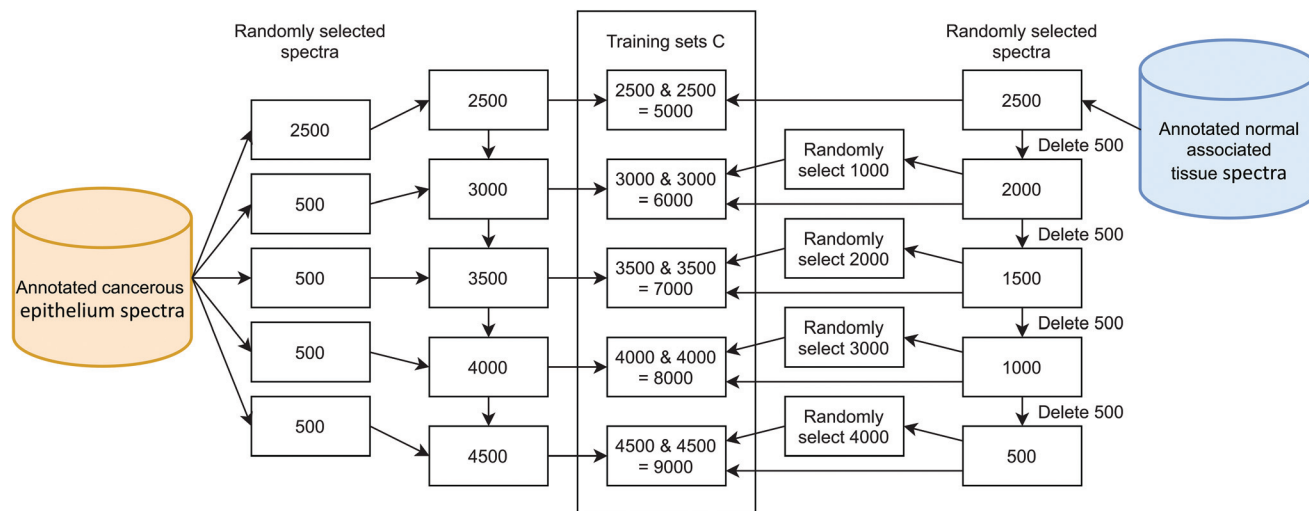 Randomly selected
spectra
Training sets C
Randomly selected
spectra
2500
2500
2500 & 2500
= 5000
2500
Annotated normal
associated
tissue spectra
Delete 500
500
3000
3000 & 3000
= 6000
Randomly
select 1000
2000
Delete 500
Annotated cancerous
epithelium spectra
500
3500
3500 & 3500
= 7000
Randomly
select 2000
1500
Delete 500
500
4000
4000 & 4000
= 8000
Randomly
select 3000
1000
Delete 500
500
4500
4500 & 4500
= 9000
Randomly
select 4000
500